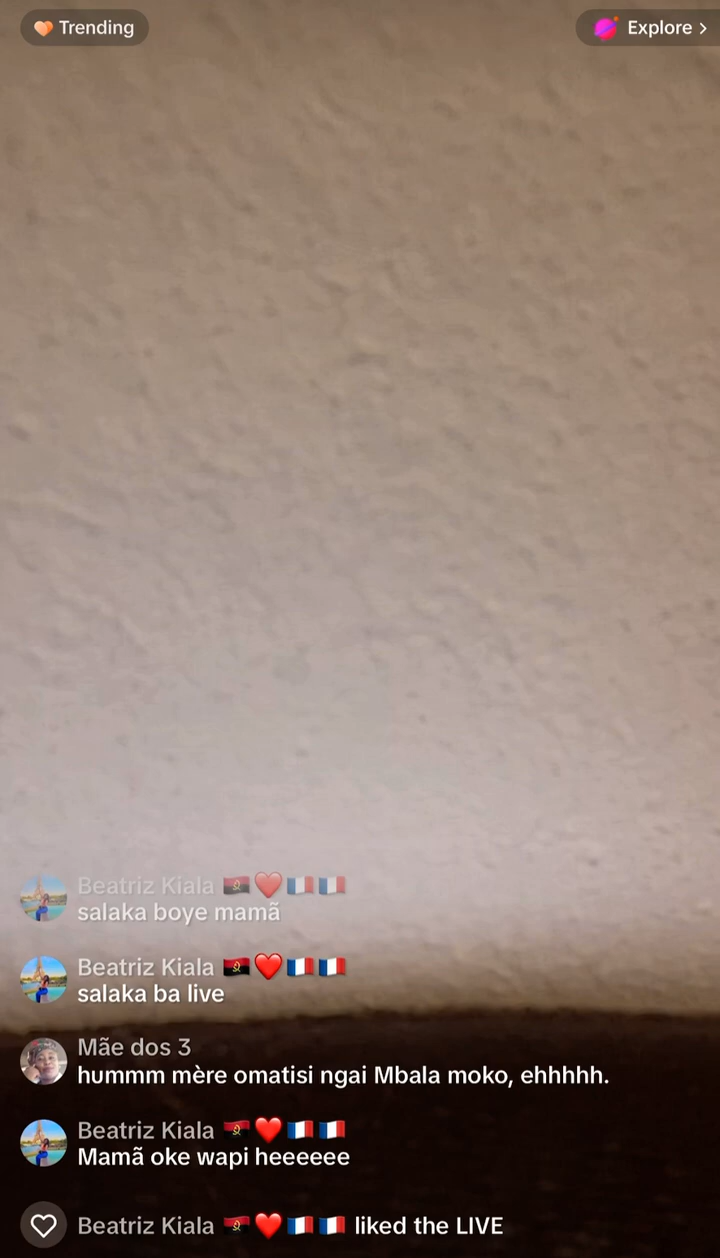 Trending
Explore
Beatriz Kiala 🇦🇴❤️🇫🇷🇫🇷
salaka boye mamã
Beatriz Kiala 🇦🇴❤️🇫🇷🇫🇷
salaka ba live
Mãe dos 3
hummm mère omatisi ngai Mbala moko, ehhhhh.
Beatriz Kiala 🇦🇴❤️🇫🇷🇫🇷
Mamã oke wapi heeeeee
Beatriz Kiala 🇦🇴❤️🇫🇷🇫🇷 liked the LIVE